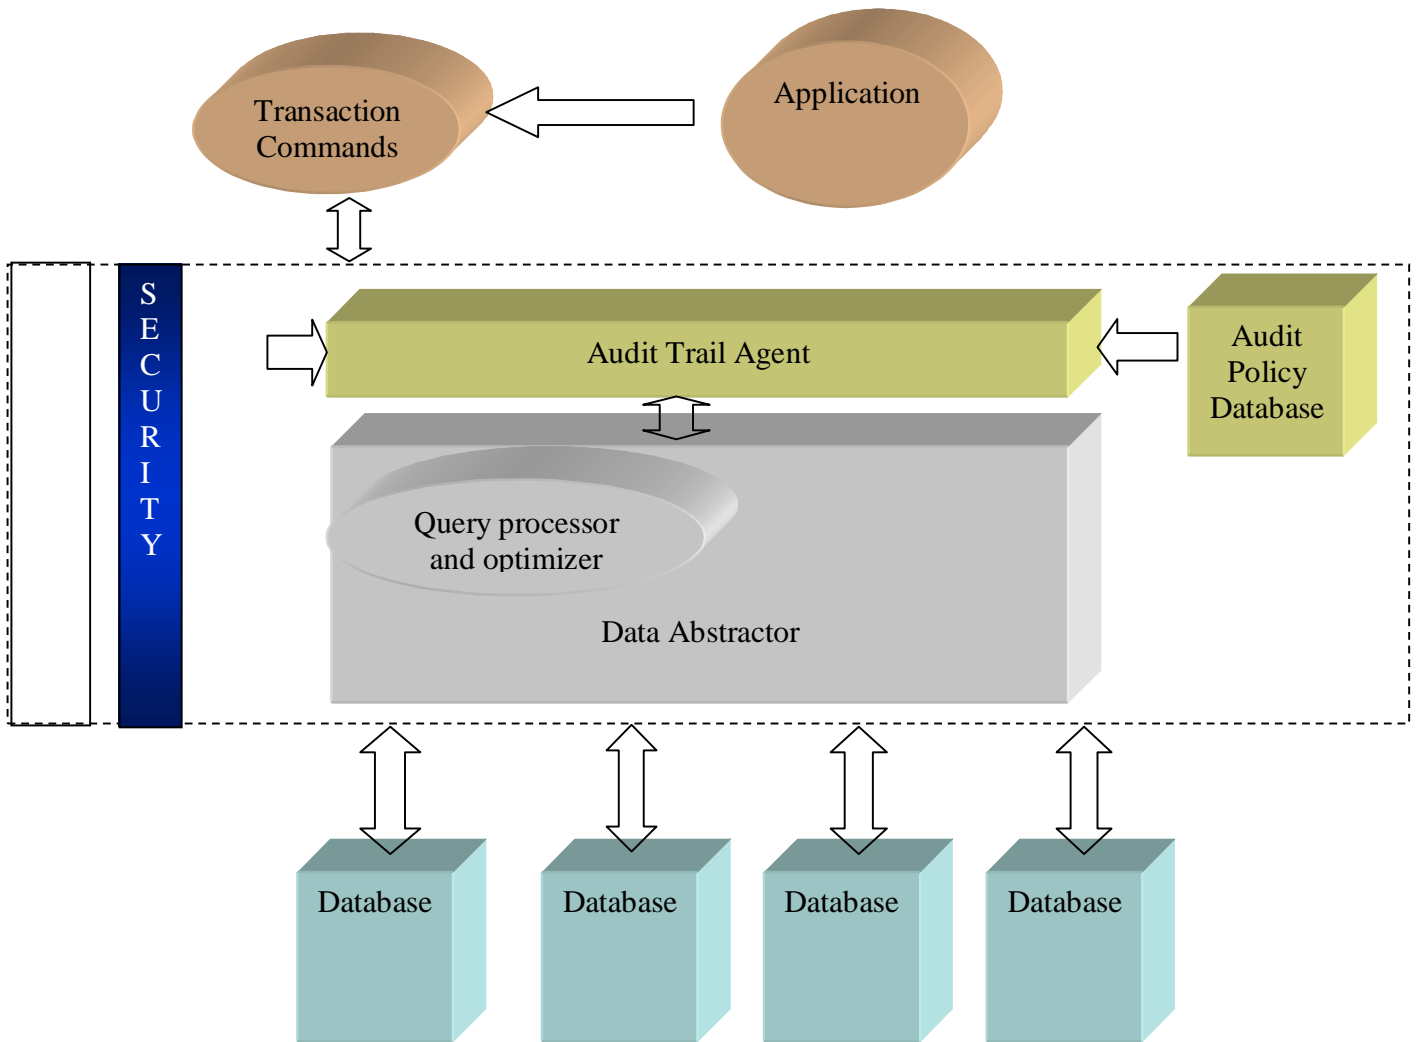 Transaction
Commands
Application
S
E
C
U
R
I
T
Y
Audit Trail Agent
Audit
Policy
Database
Query processor
and optimizer
Data Abstractor
Database
Database
Database
Database